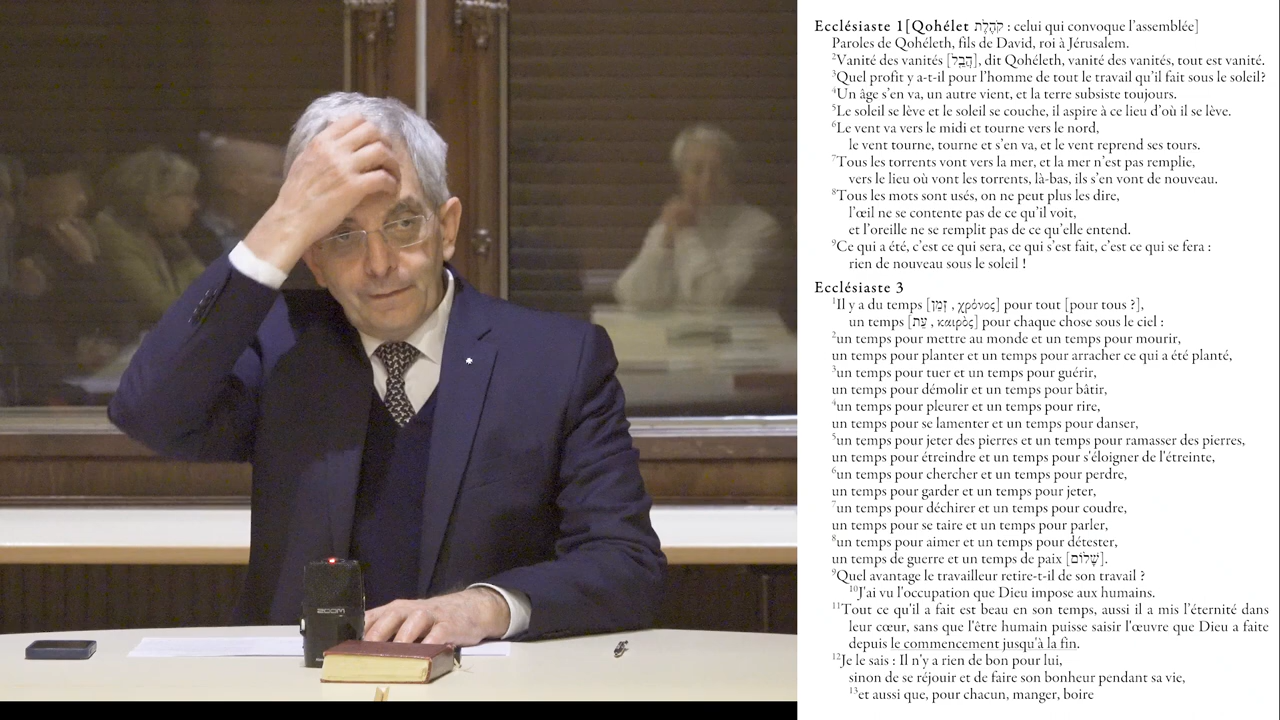 zoom
Ecclésiaste 1[Qohélet קֹהֶלֶת : celui qui convoque l'assemblée]
Paroles de Qohéleth, fils de David, roi à Jérusalem.
2Vanité des vanités [הֲבֵל], dit Qohéleth, vanité des vanités, tout est vanité.
3Quel profit y a-t-il pour l'homme de tout le travail qu'il fait sous le soleil?
4Un âge s'en va, un autre vient, et la terre subsiste toujours.
5Le soleil se lève et le soleil se couche, il aspire à ce lieu d'où il se lève.
6Le vent va vers le midi et tourne vers le nord,
le vent tourne, tourne et s'en va, et le vent reprend ses tours.
7Tous les torrents vont vers la mer, et la mer n'est pas remplie,
vers le lieu où vont les torrents, là-bas, ils s'en vont de nouveau.
8Tous les mots sont usés, on ne peut plus les dire,
l'œil ne se contente pas de ce qu'il voit,
et l'oreille ne se remplit pas de ce qu'elle entend.
9Ce qui a été, c'est ce qui sera, ce qui s'est fait, c'est ce qui se fera :
rien de nouveau sous le soleil !
Ecclésiaste 3
1Il y a du temps [זְמָן , χρόνος] pour tout [pour tous ?],
un temps [עֵת , καιρὸς] pour chaque chose sous le ciel :
2un temps pour mettre au monde et un temps pour mourir,
un temps pour planter et un temps pour arracher ce qui a été planté,
3un temps pour tuer et un temps pour guérir,
un temps pour démolir et un temps pour bâtir,
4un temps pour pleurer et un temps pour rire,
un temps pour se lamenter et un temps pour danser,
5un temps pour jeter des pierres et un temps pour ramasser des pierres,
un temps pour étreindre et un temps pour s'éloigner de l'étreinte,
6un temps pour chercher et un temps pour perdre,
un temps pour garder et un temps pour jeter,
7un temps pour déchirer et un temps pour coudre,
un temps pour se taire et un temps pour parler,
8un temps pour aimer et un temps pour détester,
un temps de guerre et un temps de paix [שָׁלוֹם].
9Quel avantage le travailleur retire-t-il de son travail ?
10J'ai vu l'occupation que Dieu impose aux humains.
11Tout ce qu'il a fait est beau en son temps, aussi il a mis l'éternité dans
leur cœur, sans que l'être humain puisse saisir l'œuvre que Dieu a faite
depuis le commencement jusqu'à la fin.
12Je le sais : Il n'y a rien de bon pour lui,
sinon de se réjouir et de faire son bonheur pendant sa vie,
13et aussi que, pour chacun, manger, boire